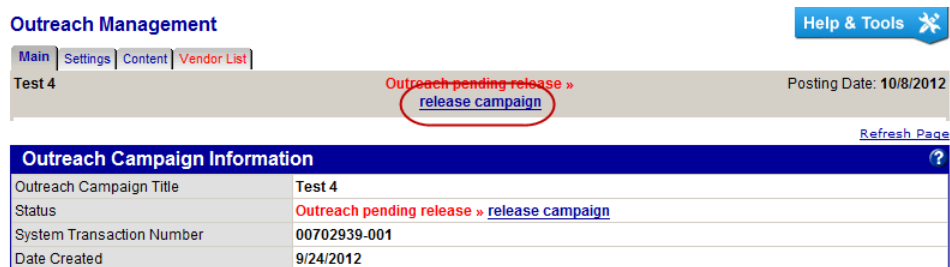 Outreach Management
Help & Tools
Main Settings Content Vendor List
Test 4 Outreach pending release » Posting Date: 10/8/2012
release campaign
Refresh Page
Outreach Campaign Information ?
Outreach Campaign Title Test 4
Status Outreach pending release » release campaign
System Transaction Number 00702939-001
Date Created 9/24/2012